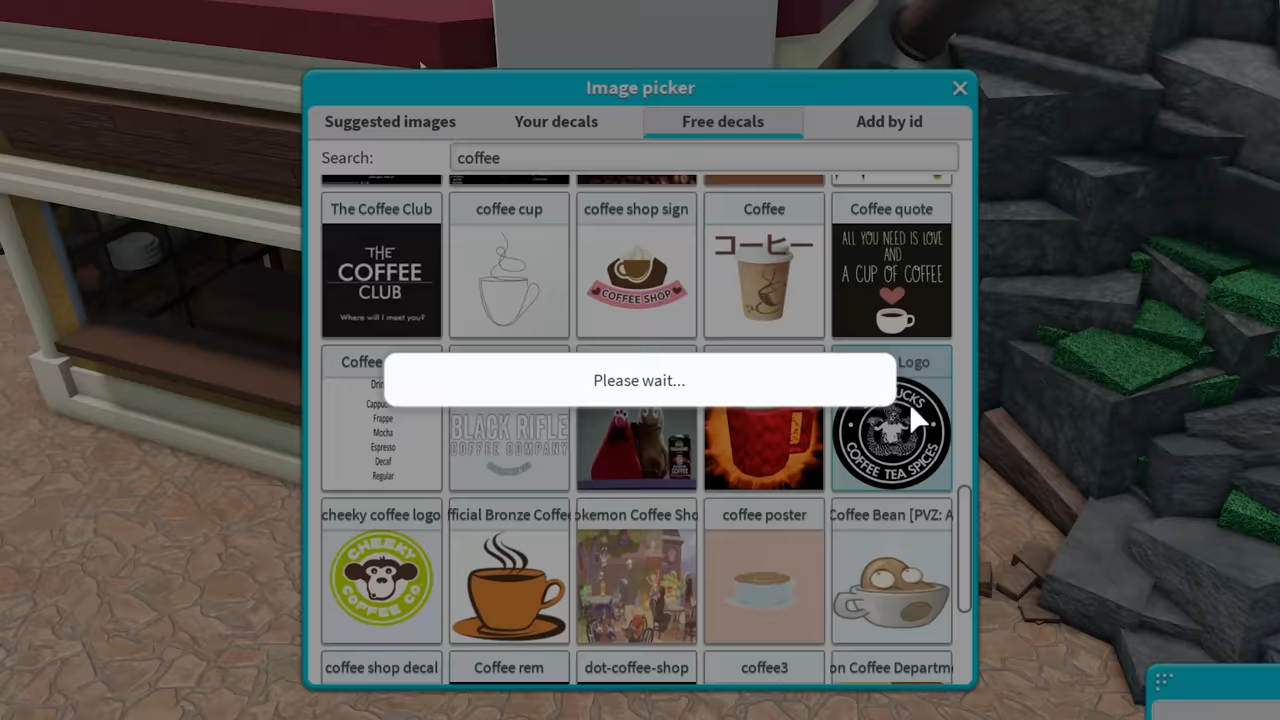 Image picker
Suggested images
Your decals
Free decals
Add by id
Search:
coffee
The Coffee Club
coffee cup
coffee shop sign
Coffee
Coffee quote
THE
COFFEE
CLUB
Where will I meet you?
COFFEE SHOP
コーヒー
ALL YOU NEED IS LOVE
AND
A CUP OF COFFEE
Coffee
Logo
Please wait...
Frappe
Mocha
Espresso
Decaf
Regular
BLACK RIFLE
COFFEE COMPANY
COFFEE TEA SPICES
cheeky coffee logo
fficial Bronze Coffee
okemon Coffee Sho
coffee poster
Coffee Bean [PVZ: A
CHEEKY
COFFEE CO
coffee shop decal
Coffee rem
dot-coffee-shop
coffee3
on Coffee Departme